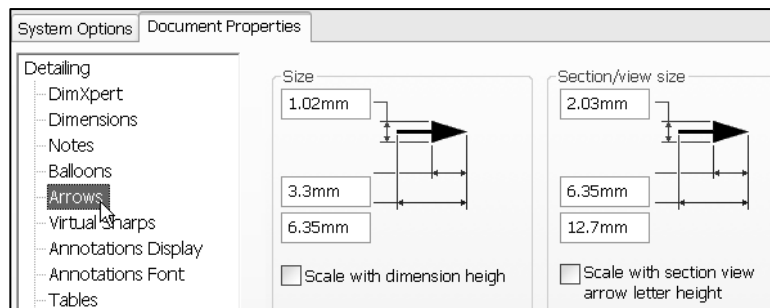 System Options Document Properties
Detailing
DimXpert
Dimensions
Notes
Balloons
Arrows
Virtual Sharps
Annotations Display
Annotations Font
Tables
Size
1.02mm
3.3mm
6.35mm
Scale with dimension heigh
Section/view size
2.03mm
6.35mm
12.7mm
Scale with section view
arrow letter height